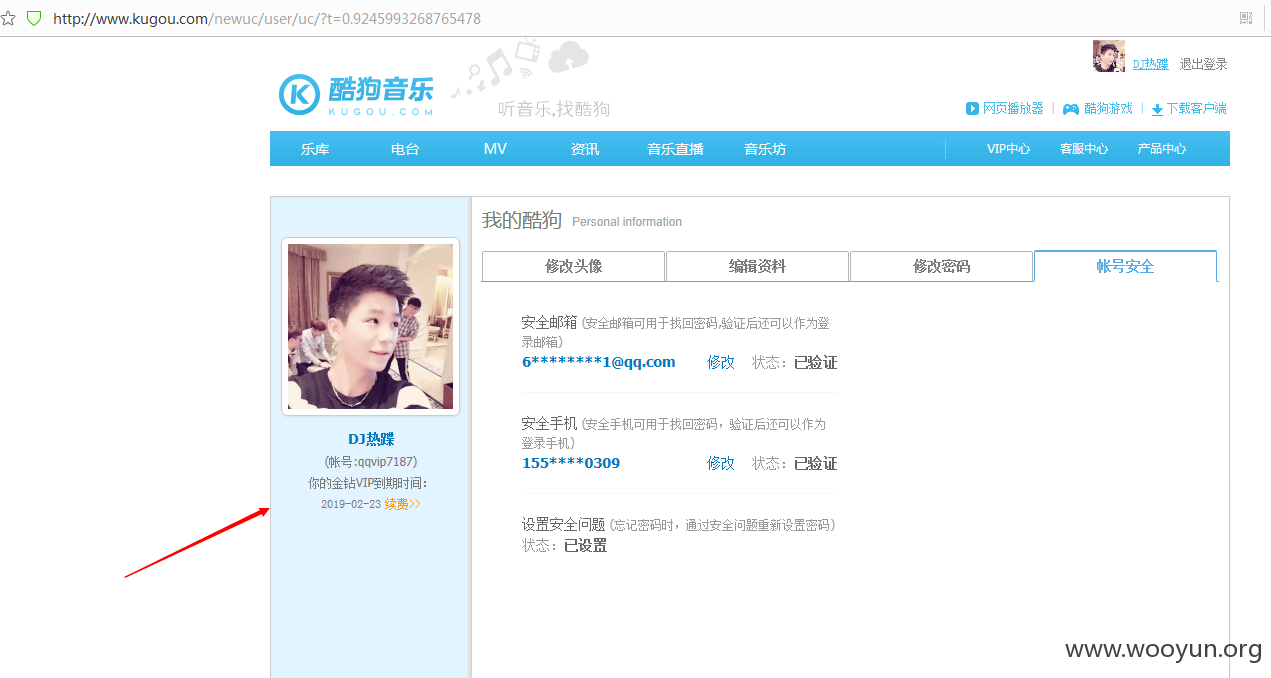 http://www.kugou.com/newuc/user/uc/?t=0.9245993268765478
DJ热蹀 退出登录
酷狗音乐
KUGOU.COM
听音乐,找酷狗
网页播放器 | 酷狗游戏 | 下载客户端
乐库 电台 MV 资讯 音乐直播 音乐坊 VIP中心 客服中心 产品中心
我的酷狗 Personal information
修改头像 编辑资料 修改密码 帐号安全
安全邮箱 (安全邮箱可用于找回密码,验证后还可以作为登
录邮箱)
6********1@qq.com 修改 状态：已验证
安全手机 (安全手机可用于找回密码，验证后还可以作为
登录手机)
155****0309 修改 状态：已验证
设置安全问题 (忘记密码时，通过安全问题重新设置密码)
状态：已设置
DJ热蹀
(帐号:qqvip7187)
你的金钻VIP到期时间：
2019-02-23 续费>>
www.wooyun.org